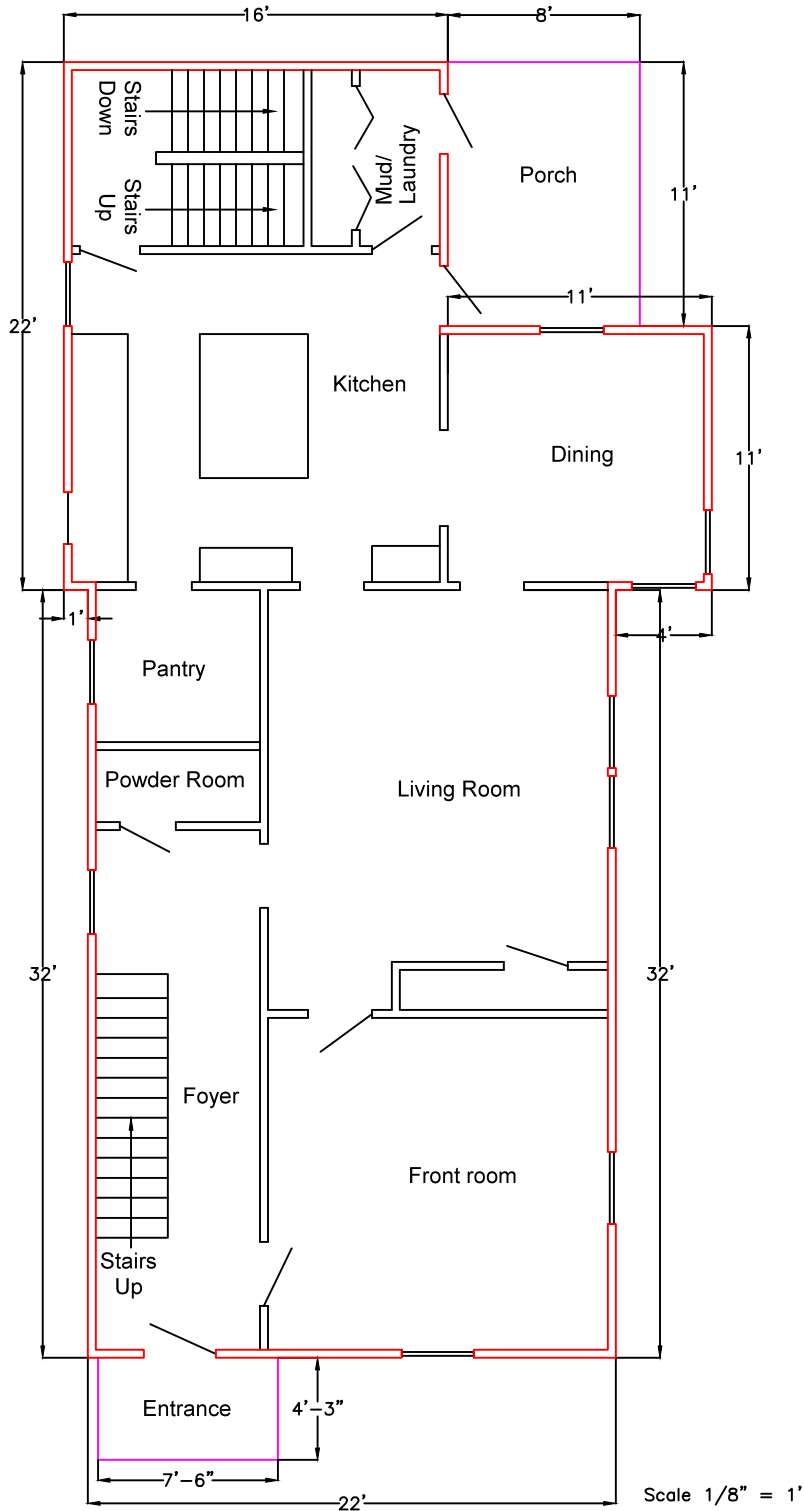 16'
8'
Stairs
Down
Stairs
Up
Mud/
Laundry
Porch
11'
11'
22'
Kitchen
Dining
11'
1'
4'
Pantry
Powder Room
Living Room
32'
32'
Foyer
Front room
Stairs
Up
Entrance
4'-3"
7'-6"
22'
Scale 1/8" = 1'